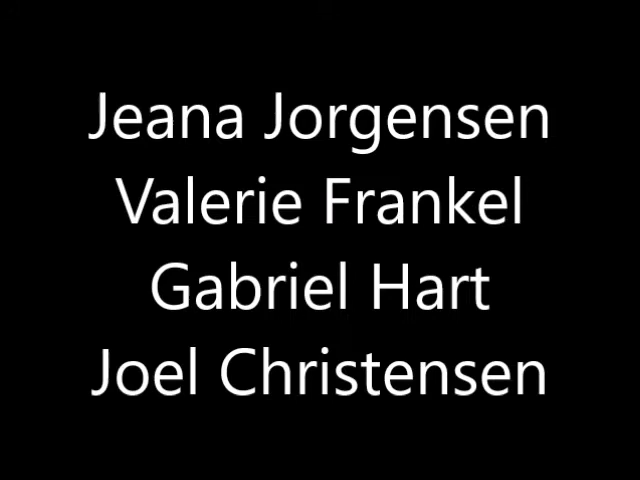 Jeana Jorgensen
Valerie Frankel
Gabriel Hart
Joel Christensen